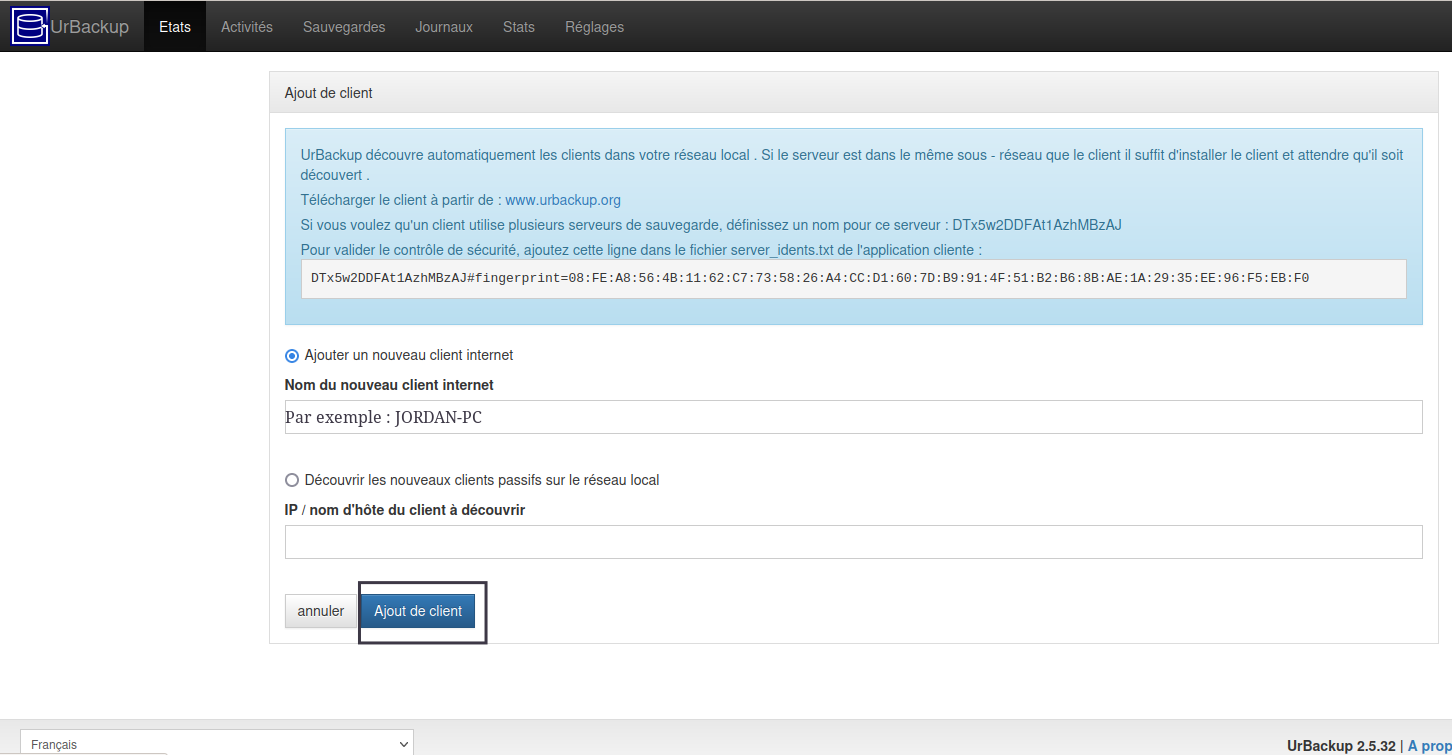 UrBackup Etats Activités Sauvegardes Journaux Stats Réglages
Ajout de client
UrBackup découvre automatiquement les clients dans votre réseau local . Si le serveur est dans le même sous - réseau que le client il suffit d'installer le client et attendre qu'il soit
découvert .
Télécharger le client à partir de : www.urbackup.org
Si vous voulez qu'un client utilise plusieurs serveurs de sauvegarde, définissez un nom pour ce serveur : DTx5w2DDFAt1AzhMBzAJ
Pour valider le contrôle de sécurité, ajoutez cette ligne dans le fichier server_idents.txt de l'application cliente :
DTx5w2DDFAt1AzhMBzAJ#fingerprint=08:FE:A8:56:4B:11:62:C7:73:58:26:A4:CC:D1:60:7D:B9:91:4F:51:B2:B6:8B:AE:1A:29:35:EE:96:F5:EB:F0
Ajouter un nouveau client internet
Nom du nouveau client internet
Par exemple : JORDAN-PC
Découvrir les nouveaux clients passifs sur le réseau local
IP / nom d'hôte du client à découvrir
annuler Ajout de client
Français UrBackup 2.5.32 | A prop